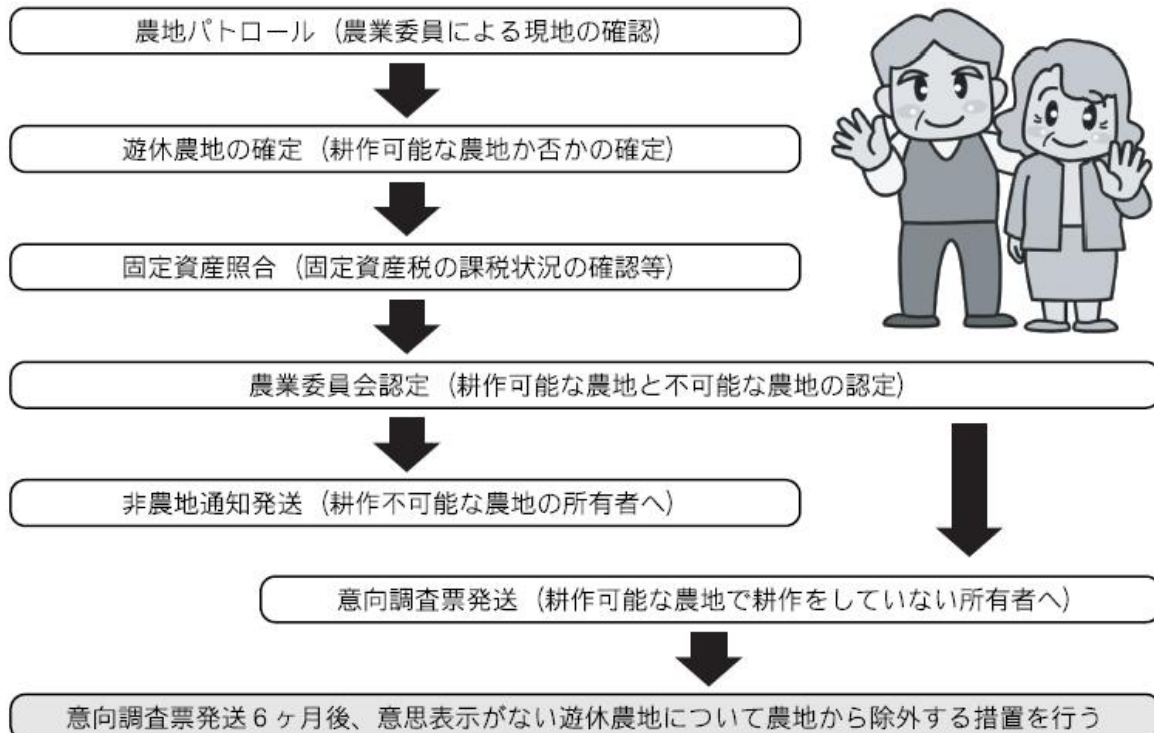 農地パトロール（農業委員による現地の確認）
遊休農地の確定（耕作可能な農地か否かの確定）
固定資産照合（固定資産税の課税状況の確認等）
農業委員会認定（耕作可能な農地と不可能な農地の認定）
非農地通知発送（耕作不可能な農地の所有者へ）
意向調査票発送（耕作可能な農地で耕作をしていない所有者へ）
意向調査票発送６ヶ月後、意思表示がない遊休農地について農地から除外する措置を行う